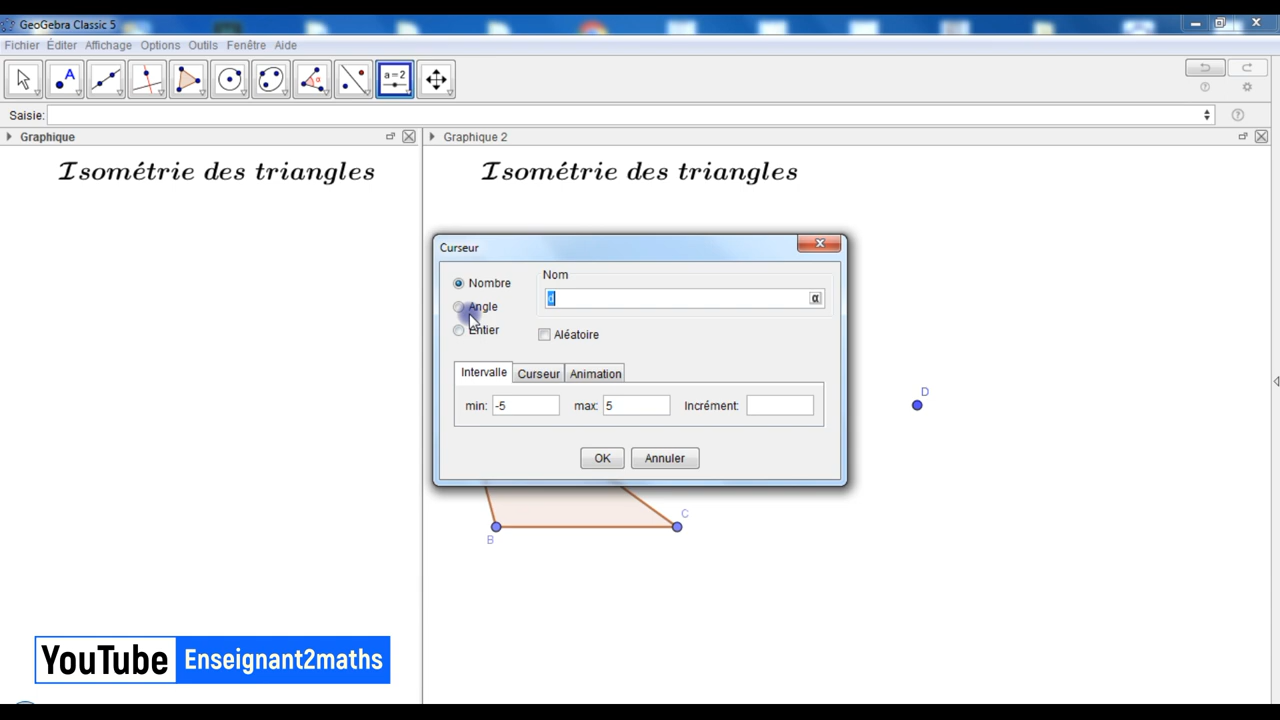 GeoGebra Classic 5
Fichier Éditer Affichage Options Outils Fenêtre Aide
A
α
a=2
Saisie:
Graphique
Graphique 2
Isométrie des triangles
Isométrie des triangles
Curseur
Nombre
Nom
d
α
Angle
Entier
Aléatoire
Intervalle Curseur Animation
min: -5 max: 5 Incrément:
OK Annuler
D
C
B
YouTube Enseignant2maths